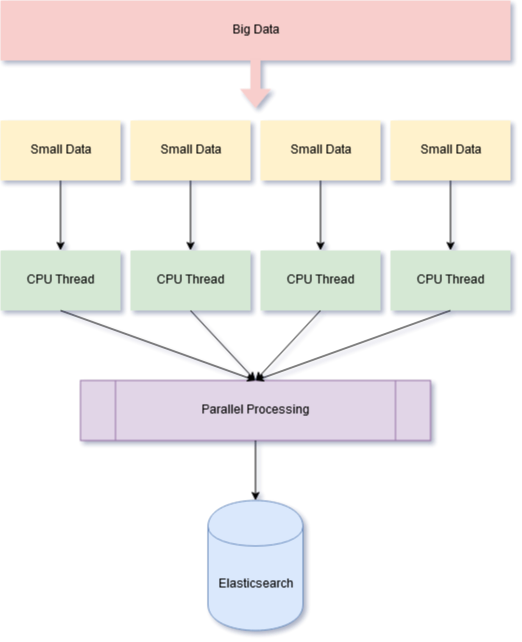 Big Data
Small Data
Small Data
Small Data
Small Data
CPU Thread
CPU Thread
CPU Thread
CPU Thread
Parallel Processing
Elasticsearch